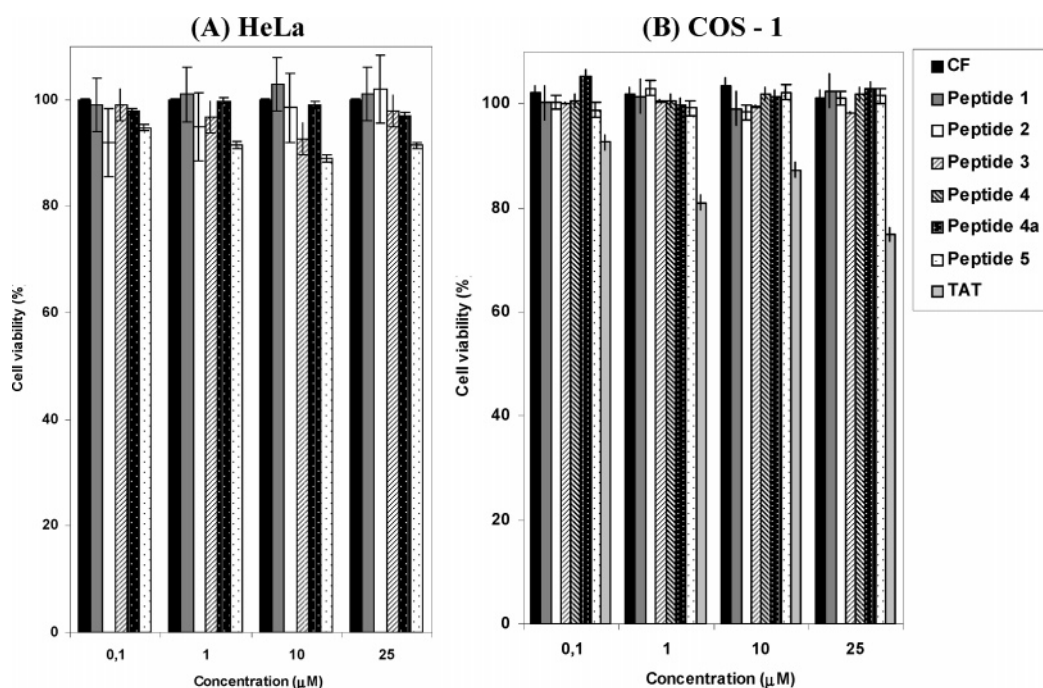 (A) HeLa
Cell viability (%
100
80
60
40
20
0
0,1 1 10 25
Concentration (μM)
(B) COS - 1
Cell viability (%
100
80
60
40
20
0
0,1 1 10 25
Concentration (μM)
CF
Peptide 1
Peptide 2
Peptide 3
Peptide 4
Peptide 4a
Peptide 5
TAT